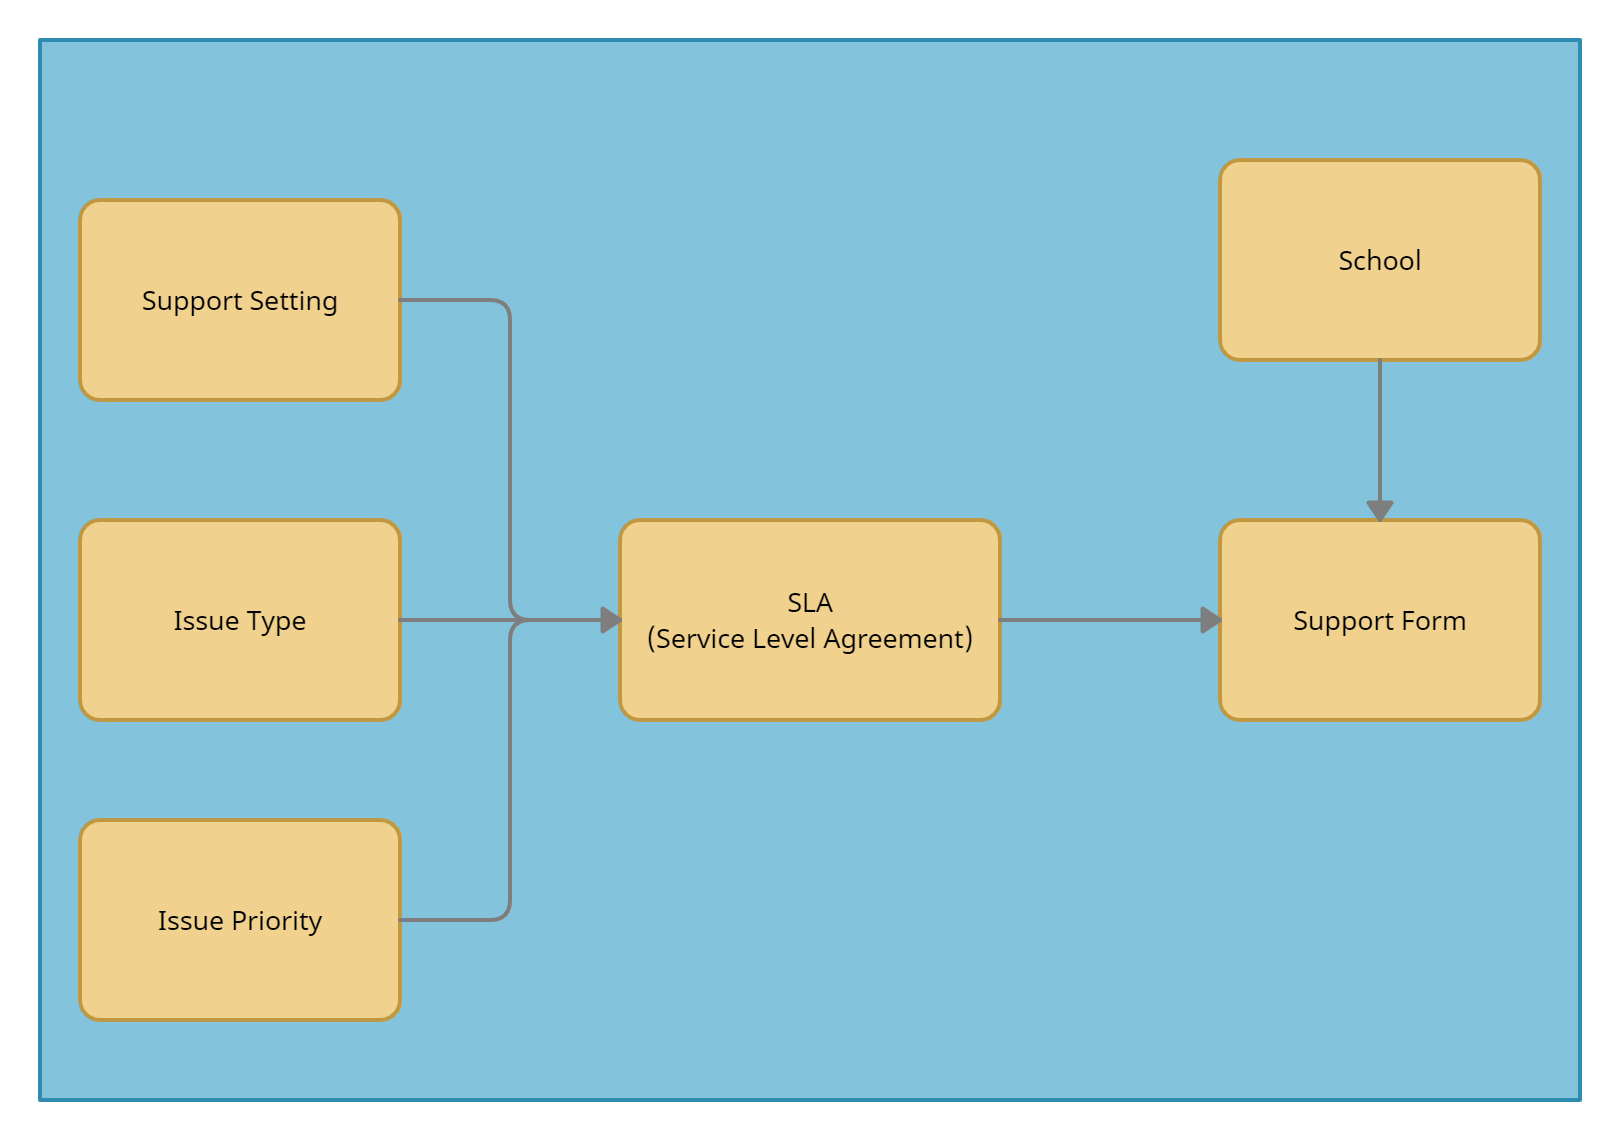 Support Setting
School
Issue Type
SLA
(Service Level Agreement)
Support Form
Issue Priority